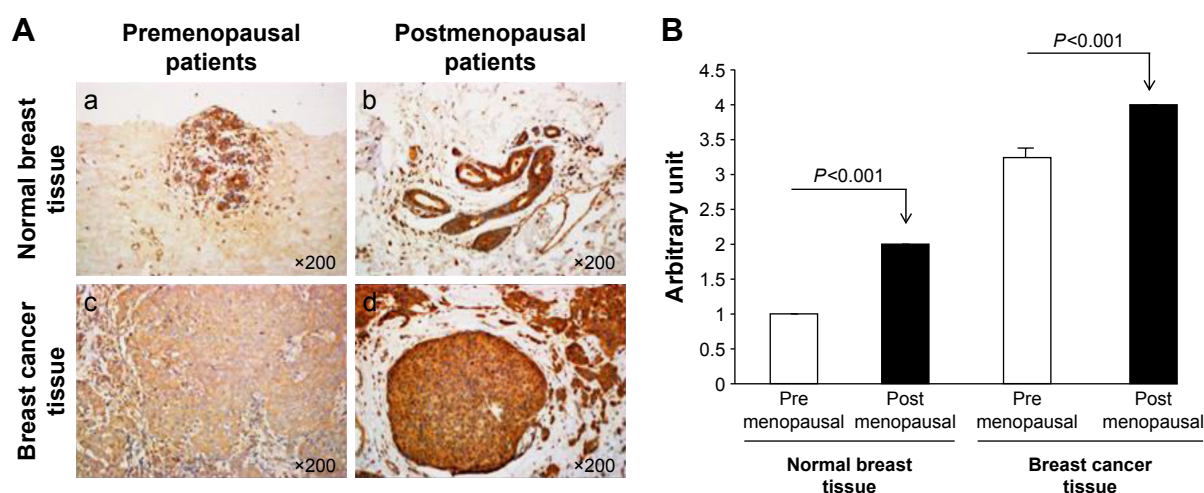 A
Premenopausal
patients
Postmenopausal
patients
Normal breast
tissue
a
×200
b
×200
Breast cancer
tissue
c
×200
d
×200
B
P<0.001
P<0.001
Arbitrary unit
4.5
4
3.5
3
2.5
2
1.5
1
0.5
0
Pre
menopausal
Post
menopausal
Pre
menopausal
Post
menopausal
Normal breast
tissue
Breast cancer
tissue